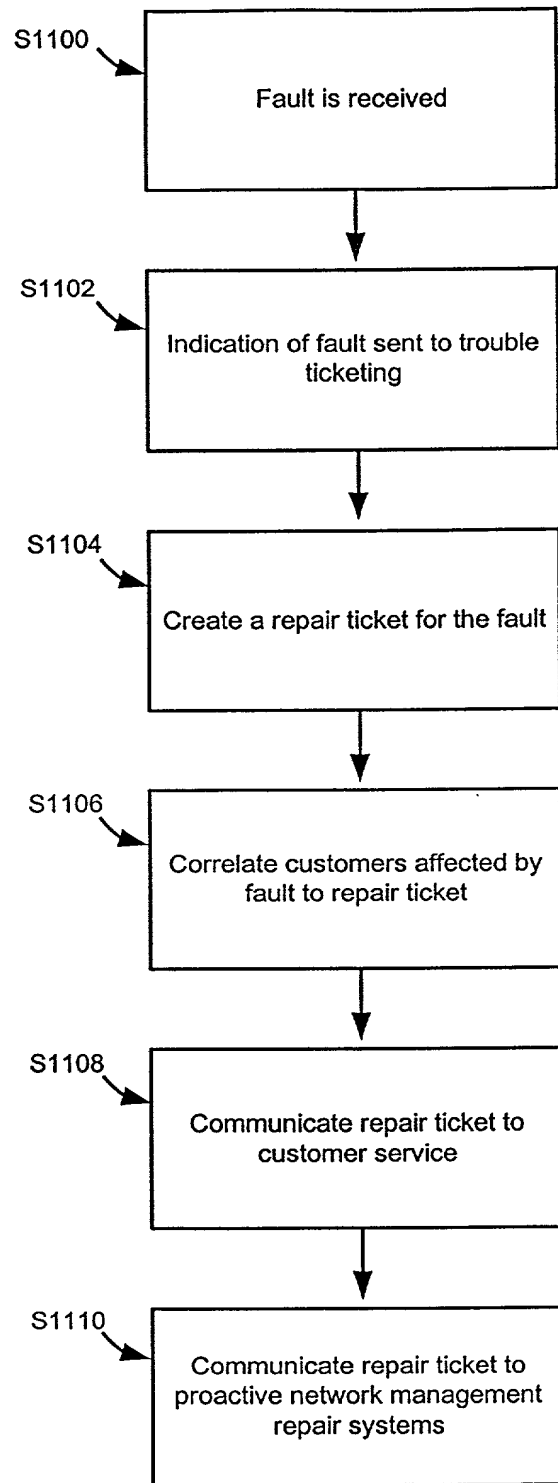 S1100
Fault is received
S1102
Indication of fault sent to trouble
ticketing
S1104
Create a repair ticket for the fault
S1106
Correlate customers affected by
fault to repair ticket
S1108
Communicate repair ticket to
customer service
S1110
Communicate repair ticket to
proactive network management
repair systems